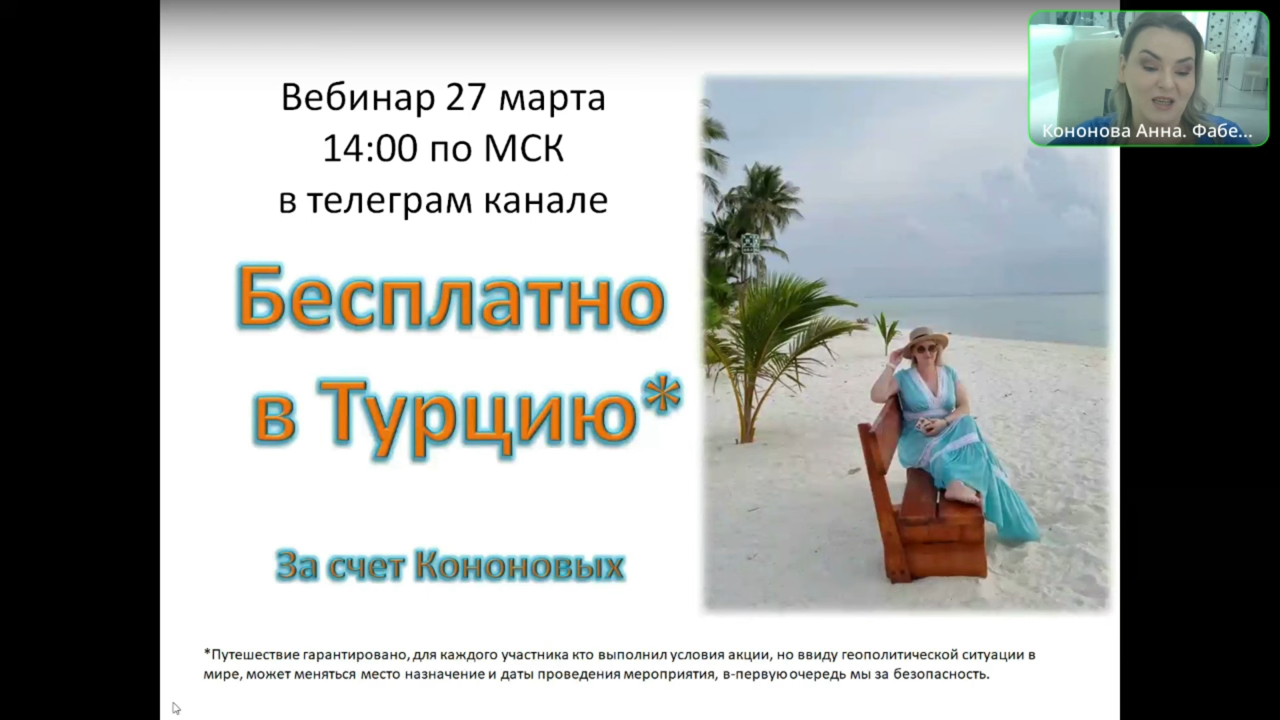 Вебинар 27 марта
14:00 по МСК
в телеграм канале
Бесплатно
в Турцию*
За счет Кононовых
*Путешествие гарантировано, для каждого участника кто выполнил условия акции, но ввиду геополитической ситуации в
мире, может меняться место назначение и даты проведения мероприятия, в-первую очередь мы за безопасность.
Кононова Анна. Фабе...